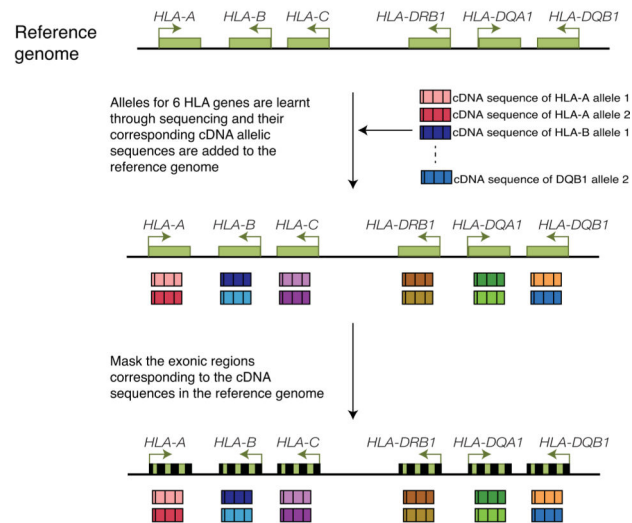 HLA-A HLA-B HLA-C HLA-DRB1 HLA-DQA1 HLA-DQB1
Reference
genome
Alleles for 6 HLA genes are learnt
through sequencing and their
corresponding cDNA allelic
sequences are added to the
reference genome
cDNA sequence of HLA-A allele 1
cDNA sequence of HLA-A allele 2
cDNA sequence of HLA-B allele 1
cDNA sequence of DQB1 allele 2
HLA-A HLA-B HLA-C HLA-DRB1 HLA-DQA1 HLA-DQB1
Mask the exonic regions
corresponding to the cDNA
sequences in the reference genome
HLA-A HLA-B HLA-C HLA-DRB1 HLA-DQA1 HLA-DQB1